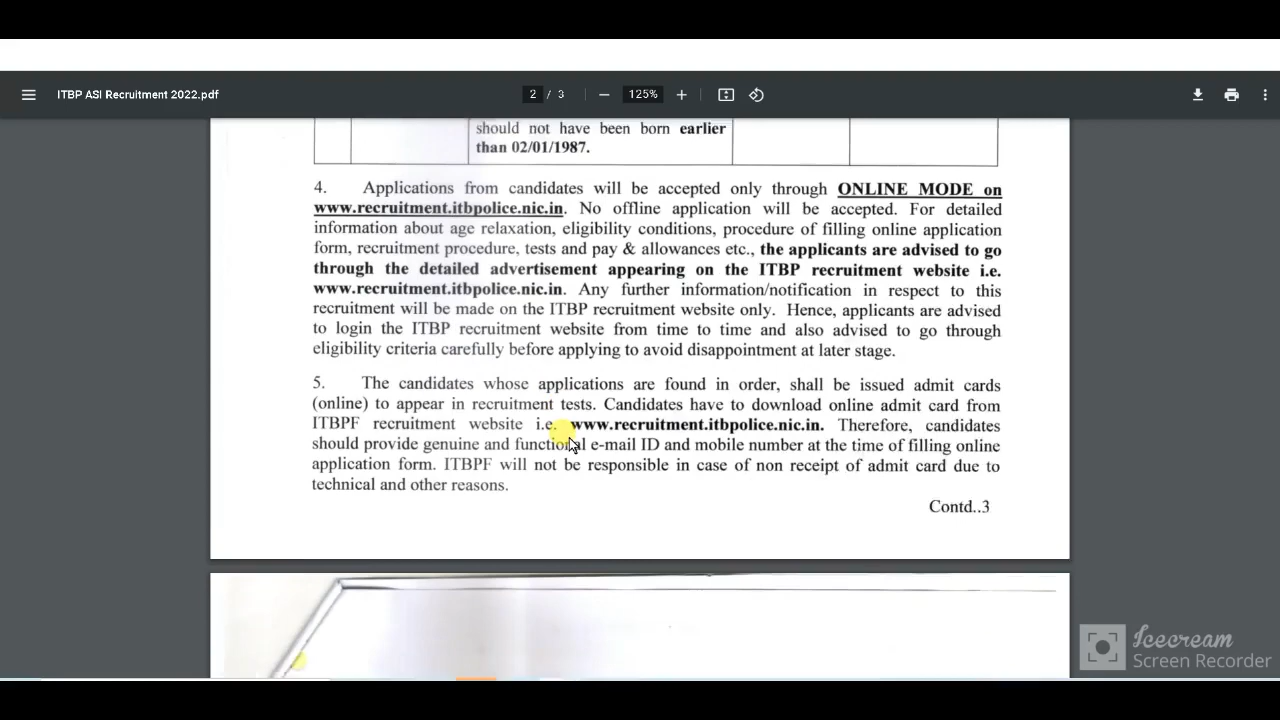 ITBP ASI Recruitment 2022.pdf
2 / 3
125%
should not have been born earlier
than 02/01/1987.
4. Applications from candidates will be accepted only through ONLINE MODE on
www.recruitment.itbpolice.nic.in. No offline application will be accepted. For detailed
information about age relaxation, eligibility conditions, procedure of filling online application
form, recruitment procedure, tests and pay & allowances etc., the applicants are advised to go
through the detailed advertisement appearing on the ITBP recruitment website i.e.
www.recruitment.itbpolice.nic.in. Any further information/notification in respect to this
recruitment will be made on the ITBP recruitment website only. Hence, applicants are advised
to login the ITBP recruitment website from time to time and also advised to go through
eligibility criteria carefully before applying to avoid disappointment at later stage.
5. The candidates whose applications are found in order, shall be issued admit cards
(online) to appear in recruitment tests. Candidates have to download online admit card from
ITBPF recruitment website i.e. www.recruitment.itbpolice.nic.in. Therefore, candidates
should provide genuine and functional e-mail ID and mobile number at the time of filling online
application form. ITBPF will not be responsible in case of non receipt of admit card due to
technical and other reasons.
Contd..3
Icecream
Screen Recorder